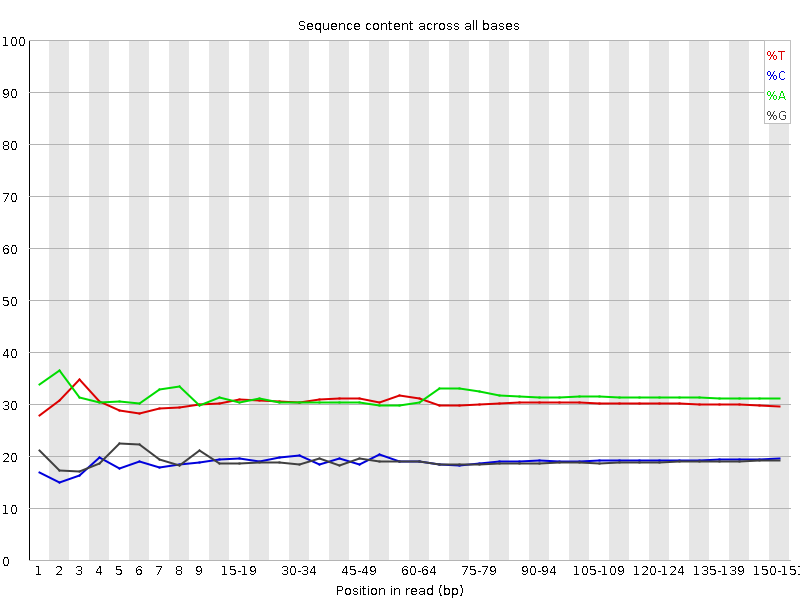 Sequence content across all bases
100
90
80
70
60
50
40
30
20
10
0
%T
%C
%A
%G
1 2 3 4 5 6 7 8 9 15-19 30-34 45-49 60-64 75-79 90-94 105-109 120-124 135-139 150-151
Position in read (bp)